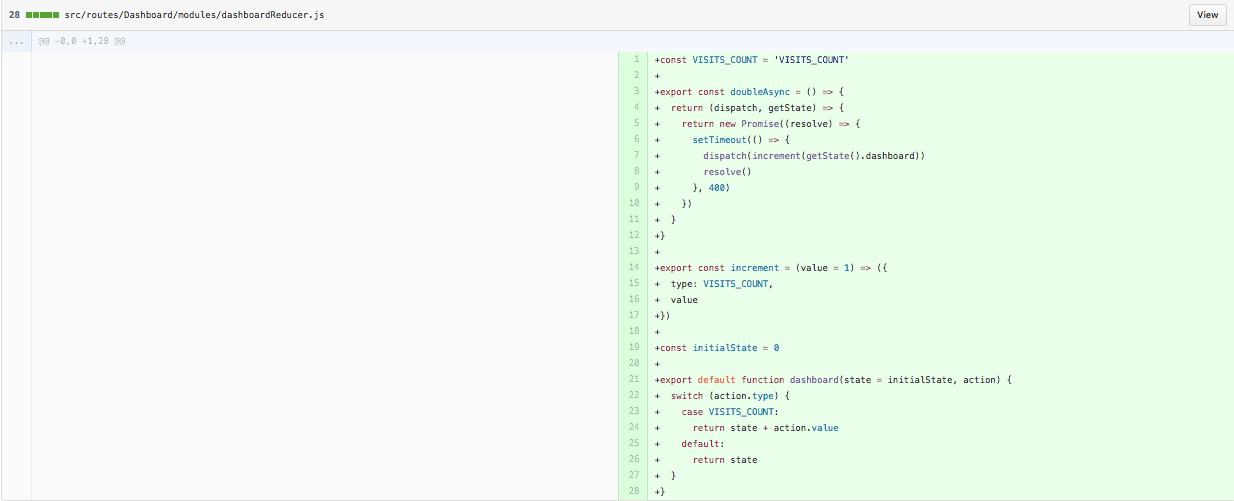 28 src/routes/Dashboard/modules/dashboardReducer.js View
... @@ -0,0 +1,28 @@
1 +const VISITS_COUNT = 'VISITS_COUNT'
2 +
3 +export const doubleAsync = () => {
4 +  return (dispatch, getState) => {
5 +    return new Promise((resolve) => {
6 +      setTimeout(() => {
7 +        dispatch(increment(getState().dashboard))
8 +        resolve()
9 +      }, 400)
10 +    })
11 +  }
12 +}
13 +
14 +export const increment = (value = 1) => ({
15 +  type: VISITS_COUNT,
16 +  value
17 +})
18 +
19 +const initialState = 0
20 +
21 +export default function dashboard(state = initialState, action) {
22 +  switch (action.type) {
23 +    case VISITS_COUNT:
24 +      return state + action.value
25 +    default:
26 +      return state
27 +  }
28 +}